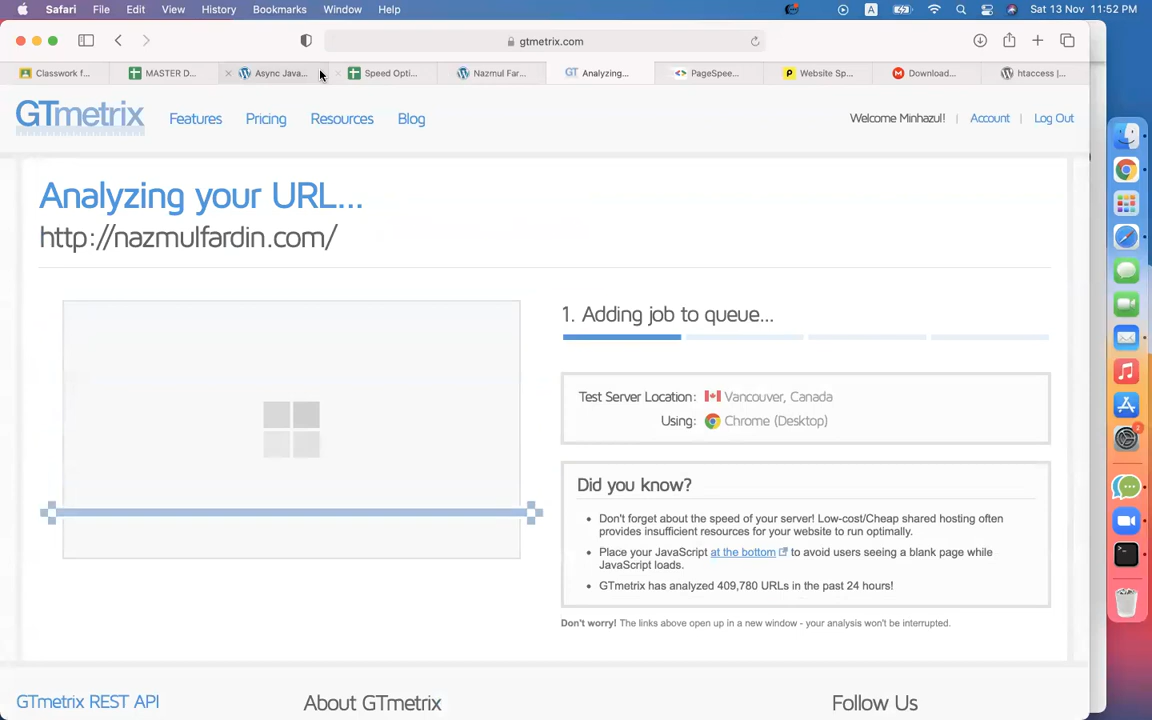 Safari File Edit View History Bookmarks Window Help A Sat 13 Nov 11:52 PM
gtmetrix.com
Classwork f... MASTER D... Async Java... Speed Opti... Nazmul Far... GT Analyzing... PageSpee... Website Sp... Download... htaccess |...
GTmetrix Features Pricing Resources Blog Welcome Minhazul! | Account | Log Out
Analyzing your URL...
http://nazmulfardin.com/
1. Adding job to queue...
Test Server Location: Vancouver, Canada
Using: Chrome (Desktop)
Did you know?
• Don't forget about the speed of your server! Low-cost/Cheap shared hosting often
provides insufficient resources for your website to run optimally.
• Place your JavaScript at the bottom to avoid users seeing a blank page while
JavaScript loads.
• GTmetrix has analyzed 409,780 URLs in the past 24 hours!
Don't worry! The links above open up in a new window - your analysis won't be interrupted.
GTmetrix REST API About GTmetrix Follow Us